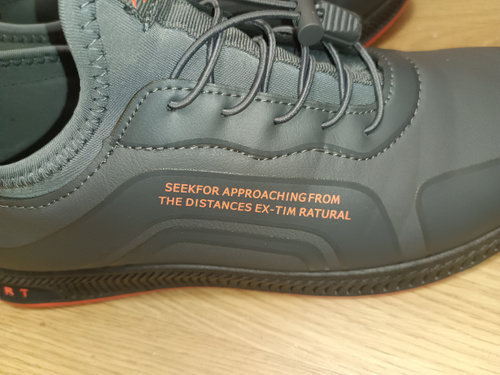 SEEKFOR APPROACHING FROM
THE DISTANCES EX-TIM RATURAL
R T